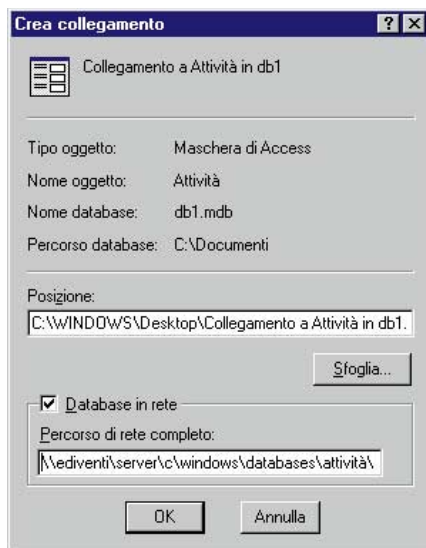 Crea collegamento
Collegamento a Attività in db1
Tipo oggetto: Maschera di Access
Nome oggetto: Attività
Nome database: db1.mdb
Percorso database: C:\Documenti
Posizione:
C:\WINDOWS\Desktop\Collegamento a Attività in db1.
Sfoglia...
Database in rete
Percorso di rete completo:
\\ediventi\server\c\windows\databases\attività\
OK Annulla